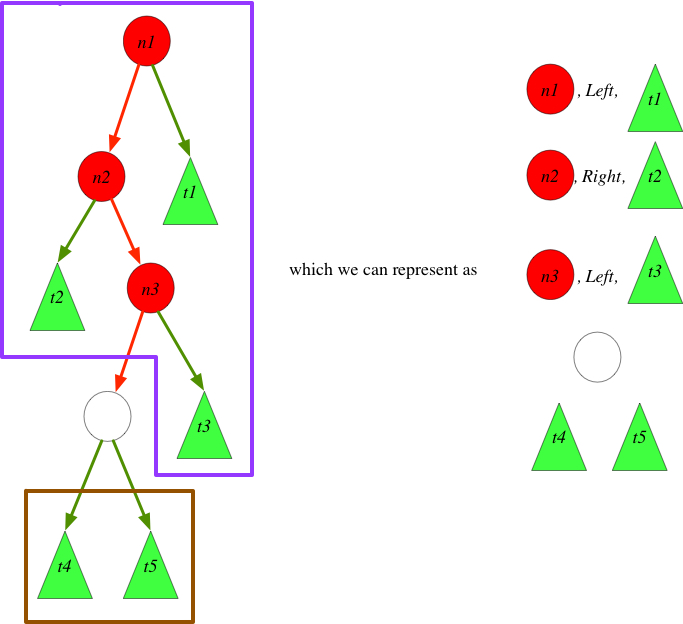 n1
n2
t1
t2
n3
t3
t4
t5
which we can represent as
n1 , Left, t1
n2 , Right, t2
n3 , Left, t3
t4 t5